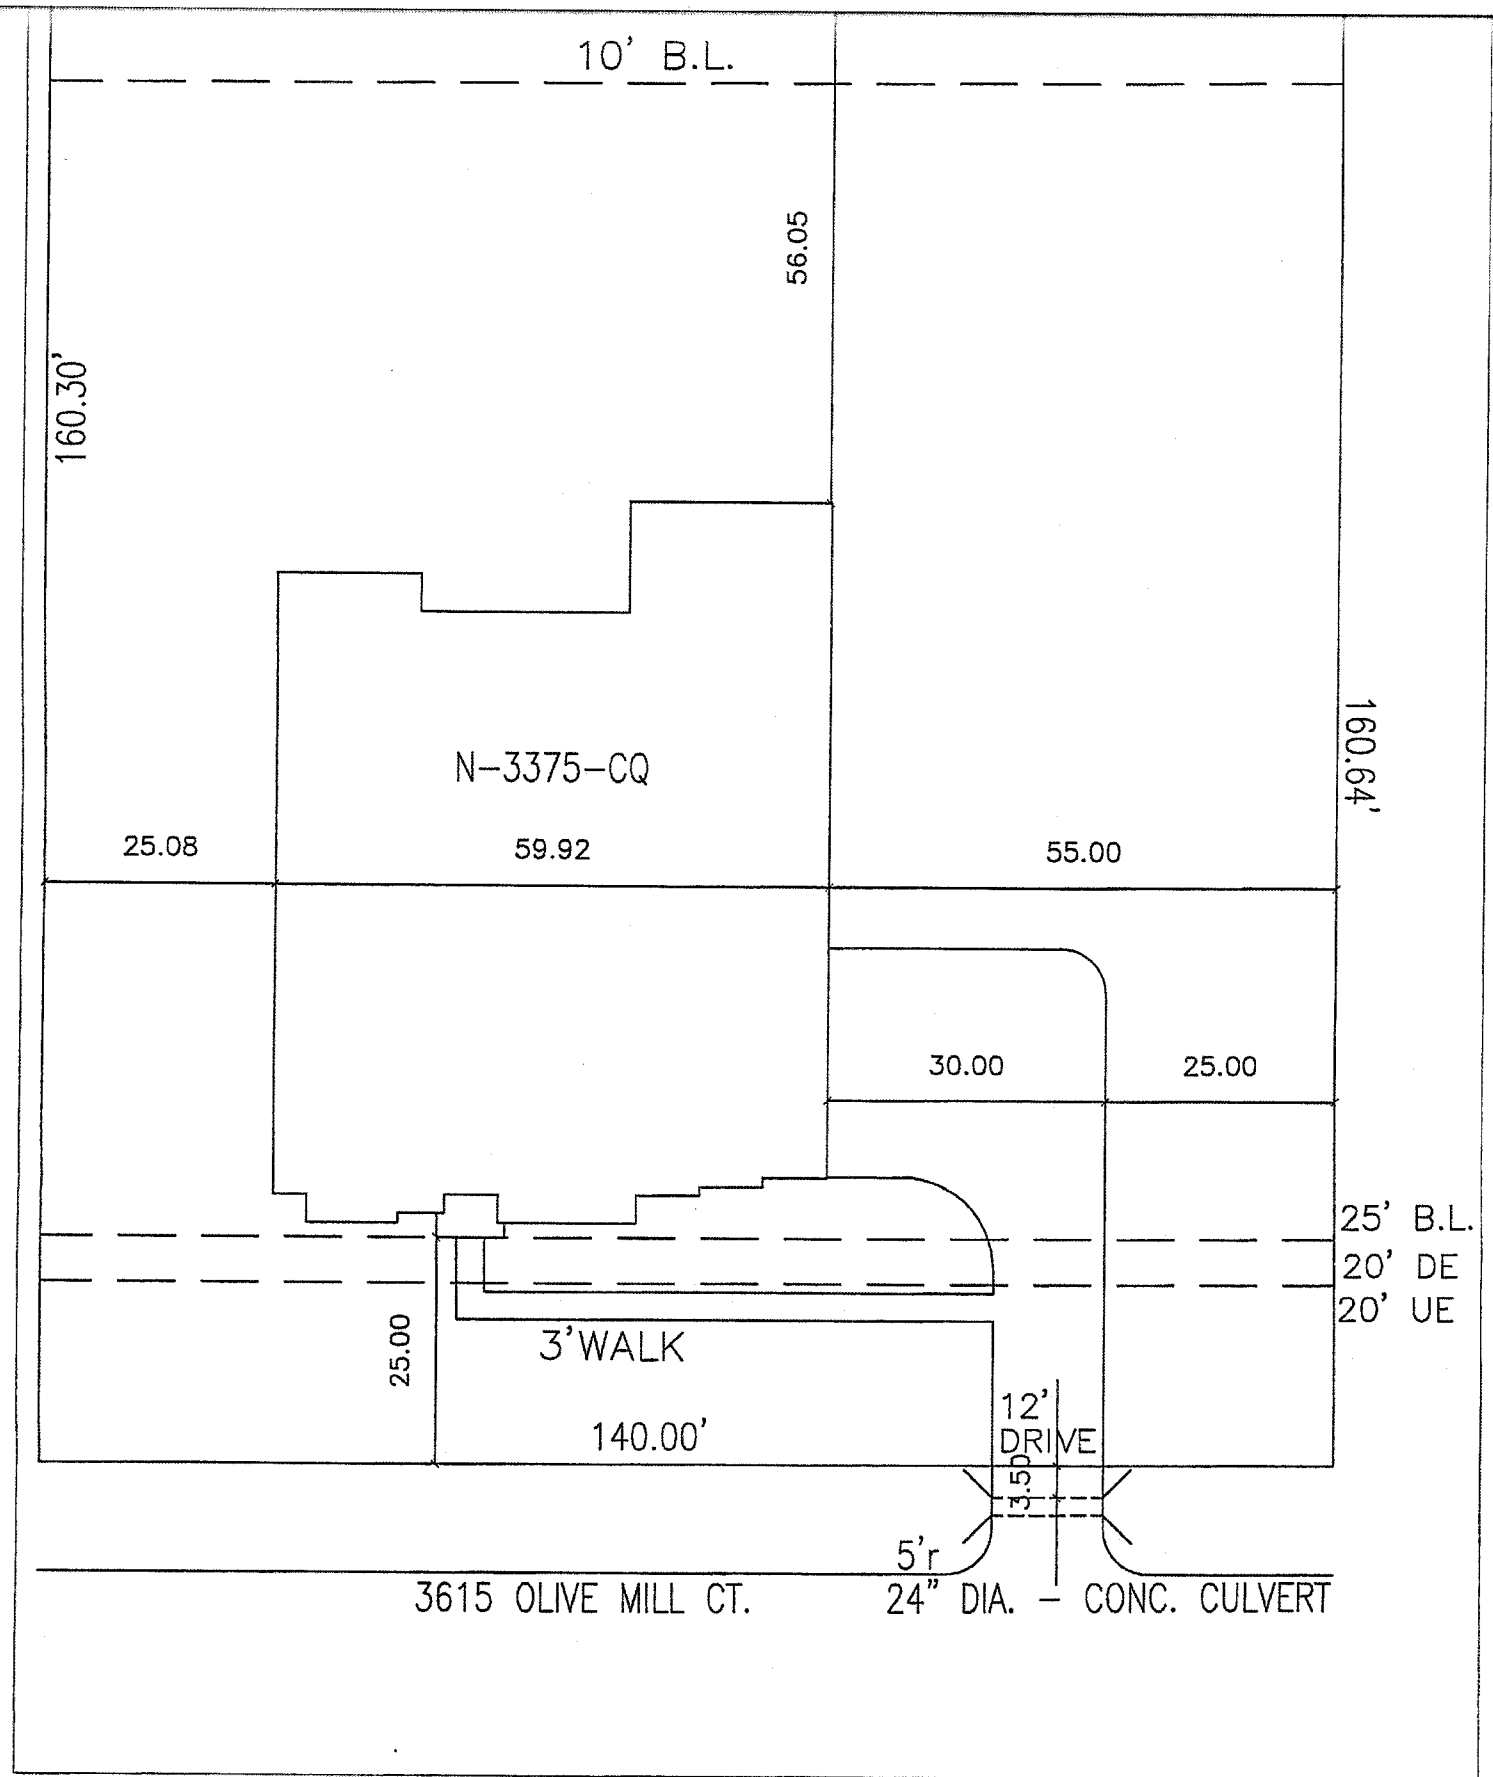 10' B.L.
56.05
160.30'
160.64'
N-3375-CQ
25.08
59.92
55.00
30.00
25.00
25' B.L.
20' DE
20' UE
25.00
3'WALK
12'
DRIVE
140.00'
3.50
5'r
3615 OLIVE MILL CT.
24" DIA. - CONC. CULVERT